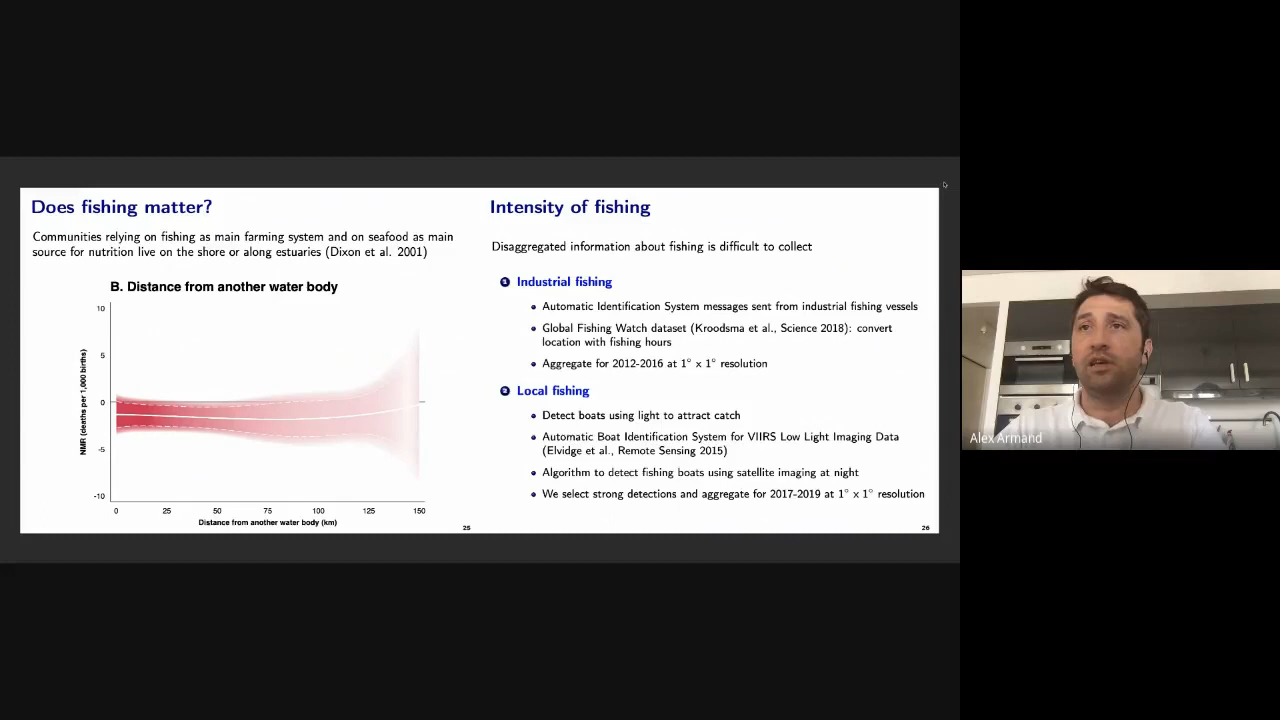 Does fishing matter?
Communities relying on fishing as main farming system and on seafood as main
source for nutrition live on the shore or along estuaries (Dixon et al. 2001)
B. Distance from another water body
NMR (deaths per 1,000 births)
10
5
0
-5
-10
0 25 50 75 100 125 150
Distance from another water body (km)
25
Intensity of fishing
Disaggregated information about fishing is difficult to collect
1 Industrial fishing
• Automatic Identification System messages sent from industrial fishing vessels
• Global Fishing Watch dataset (Kroodsma et al., Science 2018): convert
location with fishing hours
• Aggregate for 2012-2016 at 1° x 1° resolution
2 Local fishing
• Detect boats using light to attract catch
• Automatic Boat Identification System for VIIRS Low Light Imaging Data
(Elvidge et al., Remote Sensing 2015)
• Algorithm to detect fishing boats using satellite imaging at night
• We select strong detections and aggregate for 2017-2019 at 1° x 1° resolution
26
Alex Armand